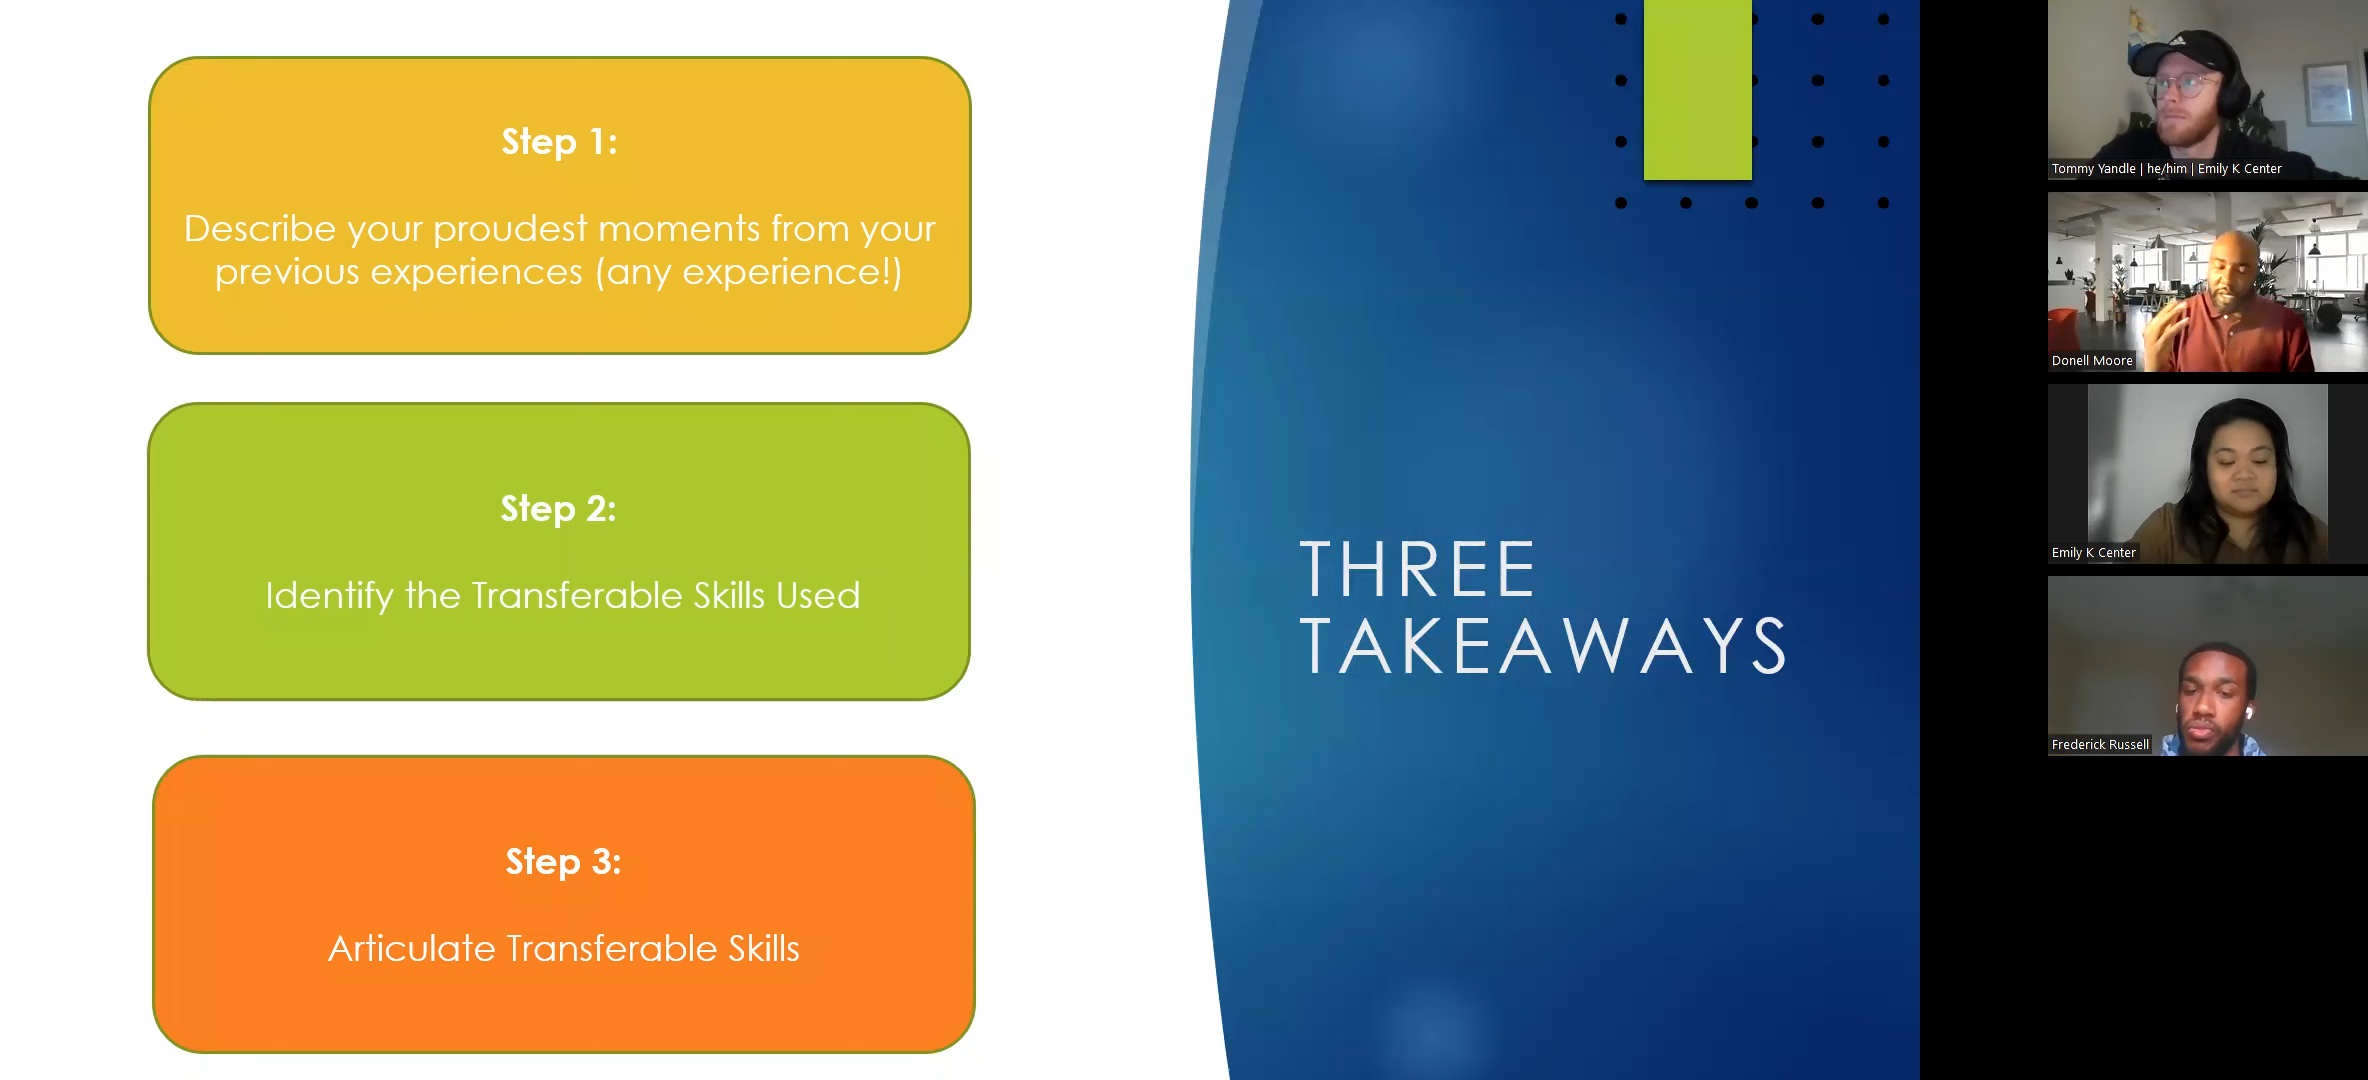 Step 1:
Describe your proudest moments from your
previous experiences (any experience!)
Step 2:
Identify the Transferable Skills Used
Step 3:
Articulate Transferable Skills
THREE
TAKEAWAYS
Tommy Yandle | he/him | Emily K Center
Donell Moore
Emily K Center
Frederick Russell